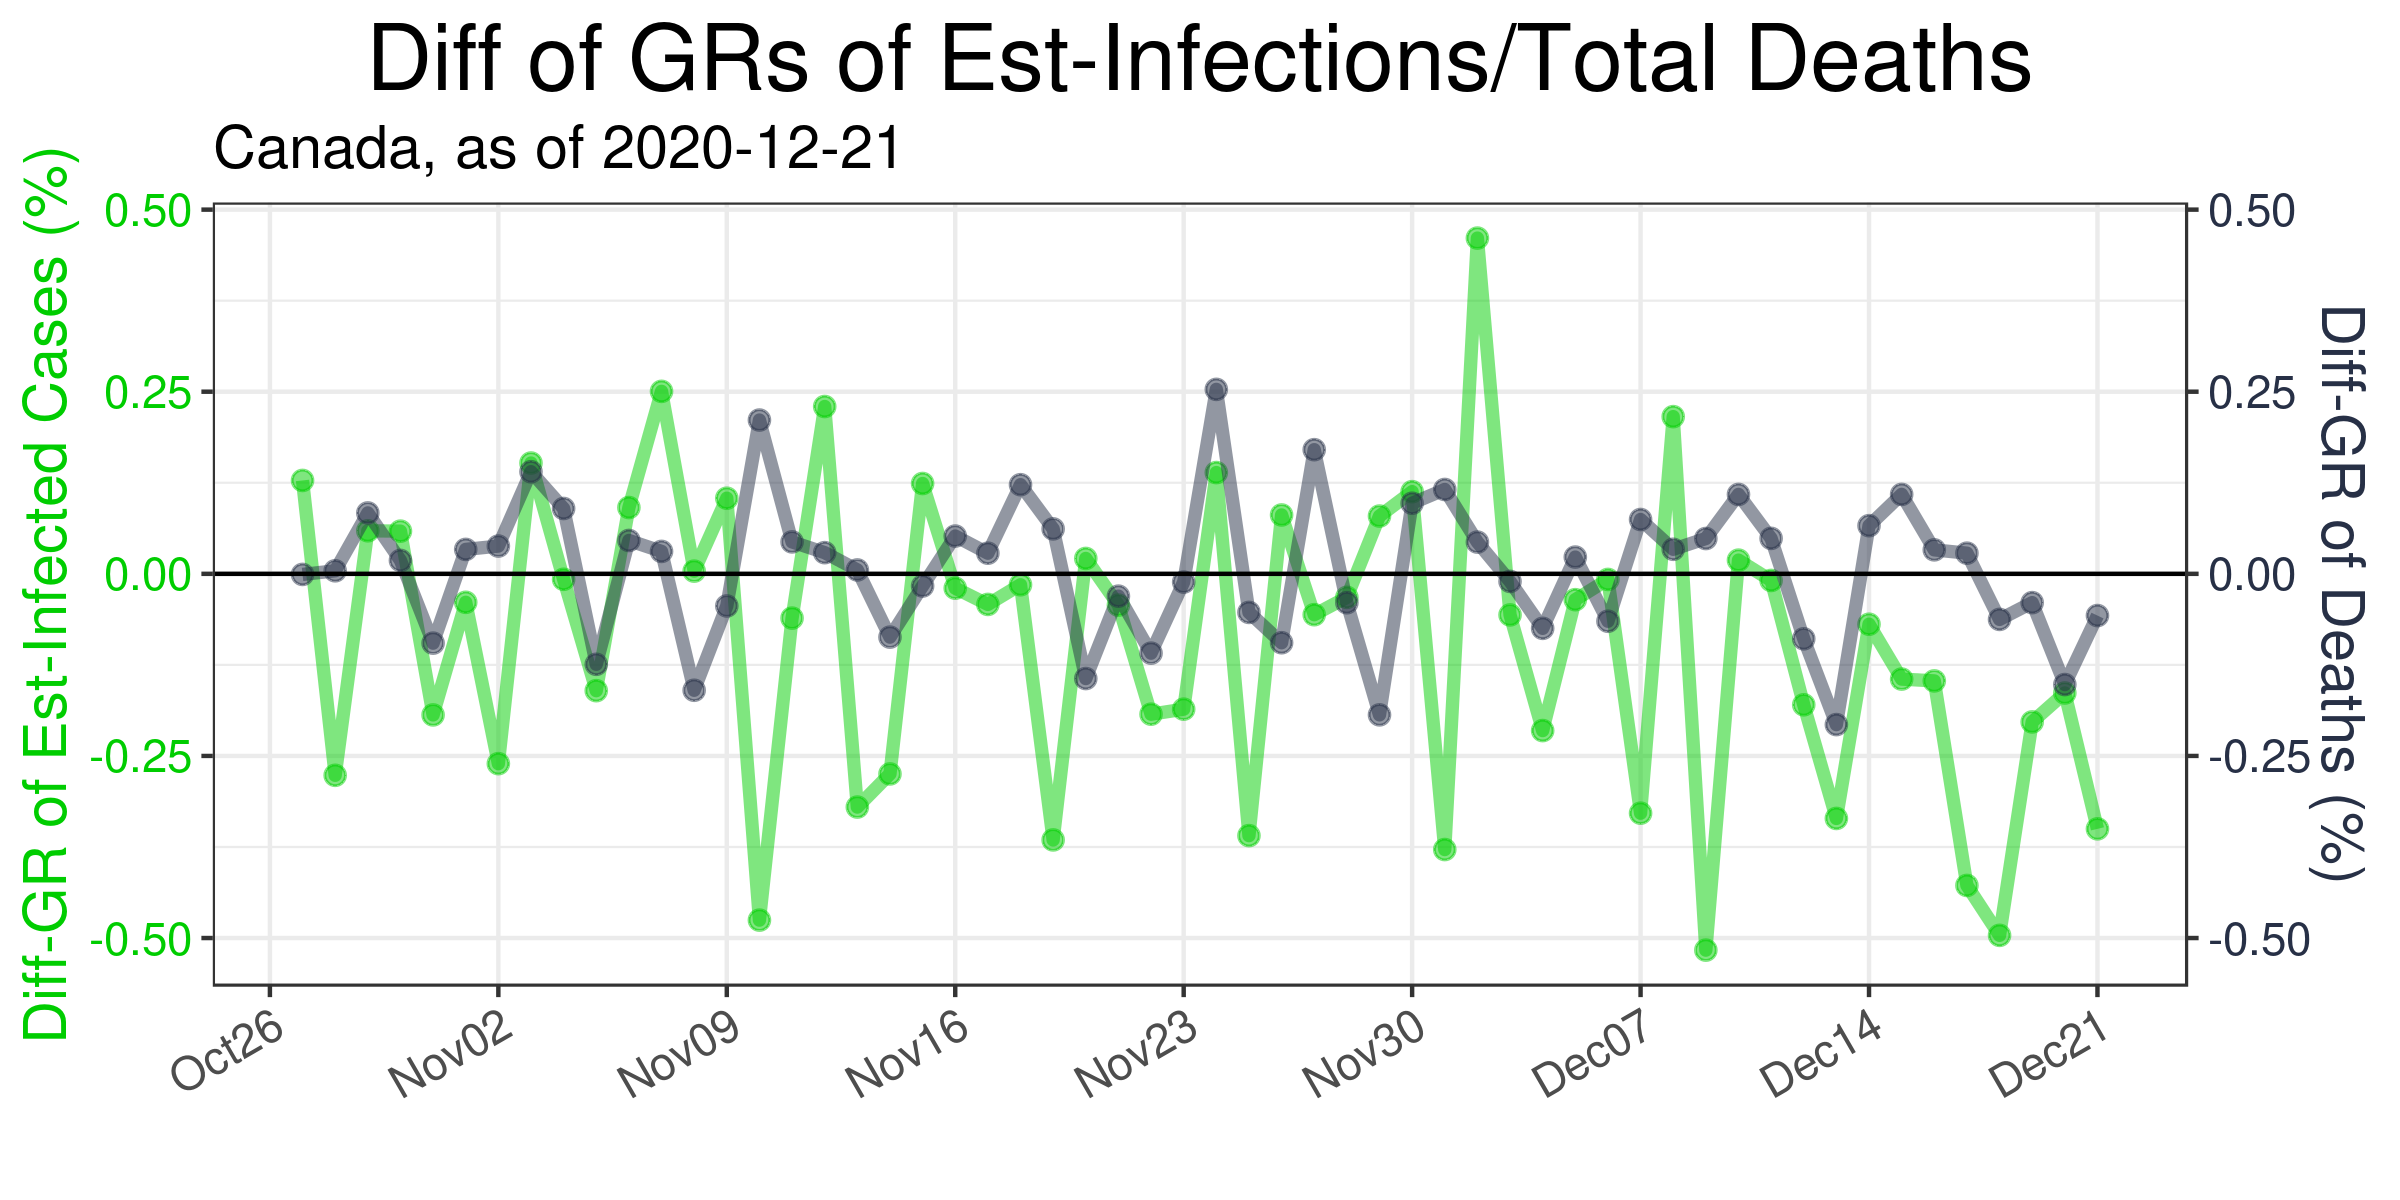 Diff of GRs of Est-Infections/Total Deaths
Canada, as of 2020-12-21
Diff-GR of Est-Infected Cases (%)
0.50
0.25
0.00
-0.25
-0.50
0.50
0.25
0.00
-0.25
-0.50
Diff-GR of Deaths (%)
Oct26 Nov02 Nov09 Nov16 Nov23 Nov30 Dec07 Dec14 Dec21